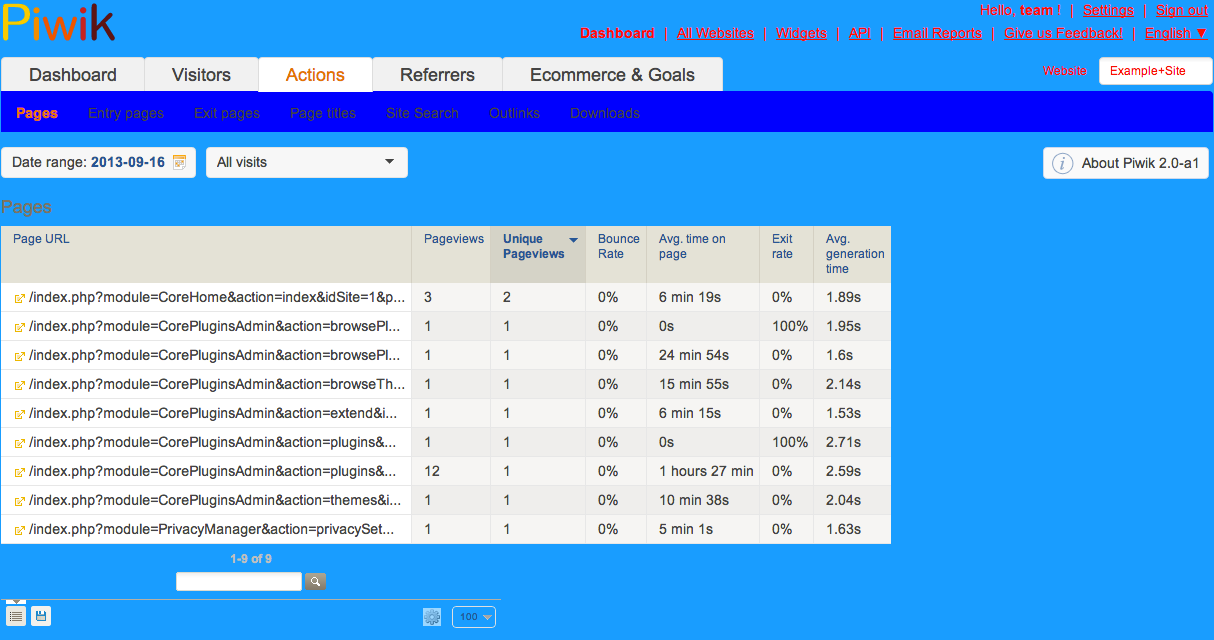 Piwik
Hello, team ! | Settings | Sign out
Dashboard | All Websites | Widgets | API | Email Reports | Give us Feedback! | English ▼
Dashboard Visitors Actions Referrers Ecommerce & Goals Website Example+Site
Pages Entry pages Exit pages Page titles Site Search Outlinks Downloads
Date range: 2013-09-16 All visits About Piwik 2.0-a1
Pages
Page URL Pageviews Unique Pageviews Bounce Rate Avg. time on page Exit rate Avg. generation time
/index.php?module=CoreHome&action=index&idSite=1&p... 3 2 0% 6 min 19s 0% 1.89s
/index.php?module=CorePluginsAdmin&action=browsePl... 1 1 0% 0s 100% 1.95s
/index.php?module=CorePluginsAdmin&action=browsePl... 1 1 0% 24 min 54s 0% 1.6s
/index.php?module=CorePluginsAdmin&action=browseTh... 1 1 0% 15 min 55s 0% 2.14s
/index.php?module=CorePluginsAdmin&action=extend&i... 1 1 0% 6 min 15s 0% 1.53s
/index.php?module=CorePluginsAdmin&action=plugins&... 1 1 0% 0s 100% 2.71s
/index.php?module=CorePluginsAdmin&action=plugins&... 12 1 0% 1 hours 27 min 0% 2.59s
/index.php?module=CorePluginsAdmin&action=themes&i... 1 1 0% 10 min 38s 0% 2.04s
/index.php?module=PrivacyManager&action=privacySet... 1 1 0% 5 min 1s 0% 1.63s
1-9 of 9
100